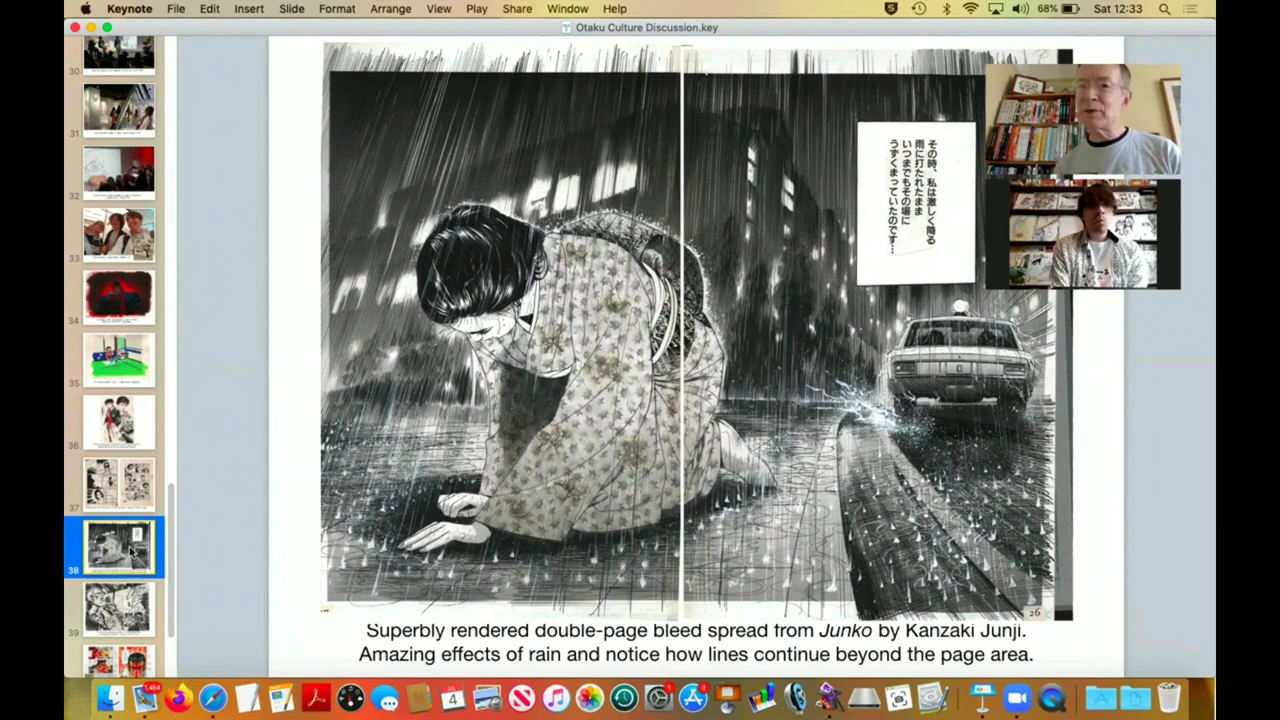 Keynote File Edit Insert Slide Format Arrange View Play Share Window Help 68% Sat 12:33
Otaku Culture Discussion.key
30
31
32
33
34
35
36
37
38
39
その時、私は激しく降る
雨に打たれたまま
いつまでもその場に
うずくまっていたのです…
26
Superbly rendered double-page bleed spread from Junko by Kanzaki Junji.
Amazing effects of rain and notice how lines continue beyond the page area.